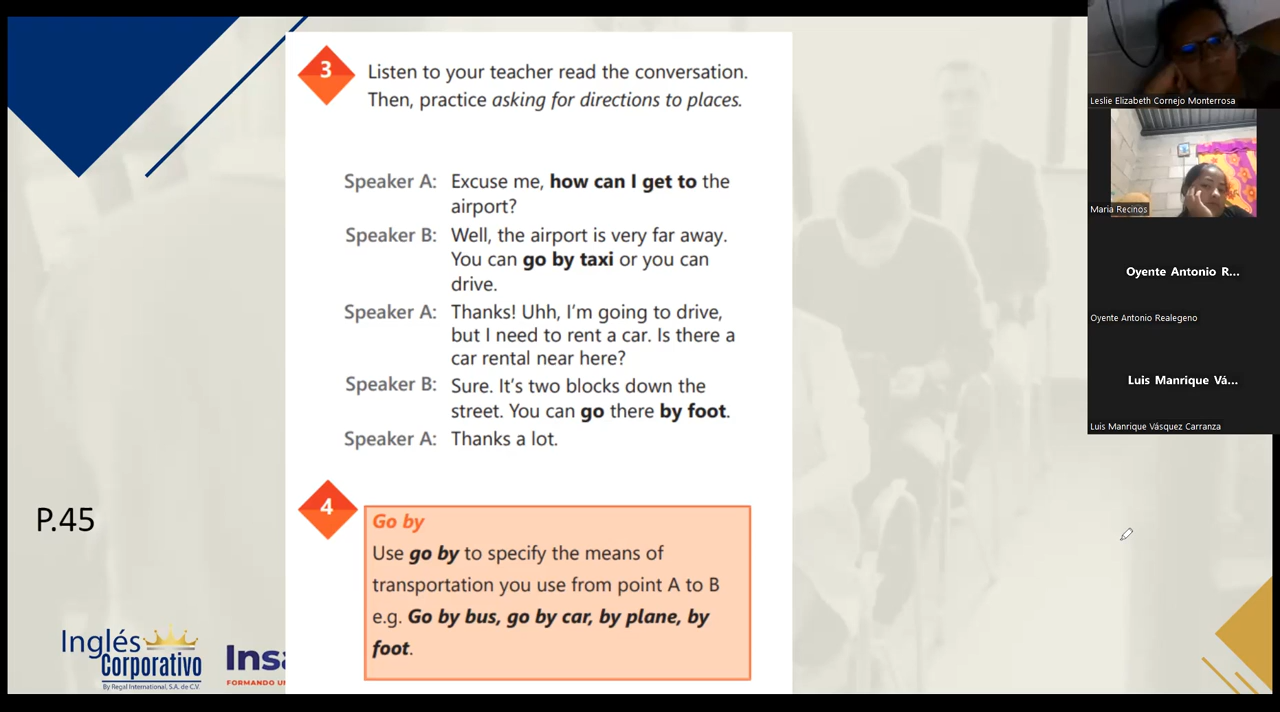 3
Listen to your teacher read the conversation.
Then, practice asking for directions to places.
Speaker A: Excuse me, how can I get to the
airport?
Speaker B: Well, the airport is very far away.
You can go by taxi or you can
drive.
Speaker A: Thanks! Uhh, I'm going to drive,
but I need to rent a car. Is there a
car rental near here?
Speaker B: Sure. It's two blocks down the
street. You can go there by foot.
Speaker A: Thanks a lot.
4
Go by
Use go by to specify the means of
transportation you use from point A to B
e.g. Go by bus, go by car, by plane, by
foot.
P.45
Inglés
Corporativo
By Regal International, S.A. de C.V.
Insa
FORMANDO UN
Leslie Elizabeth Cornejo Monterrosa
Maria Recinos
Oyente Antonio R...
Oyente Antonio Realegeno
Luis Manrique Vá...
Luis Manrique Vásquez Carranza